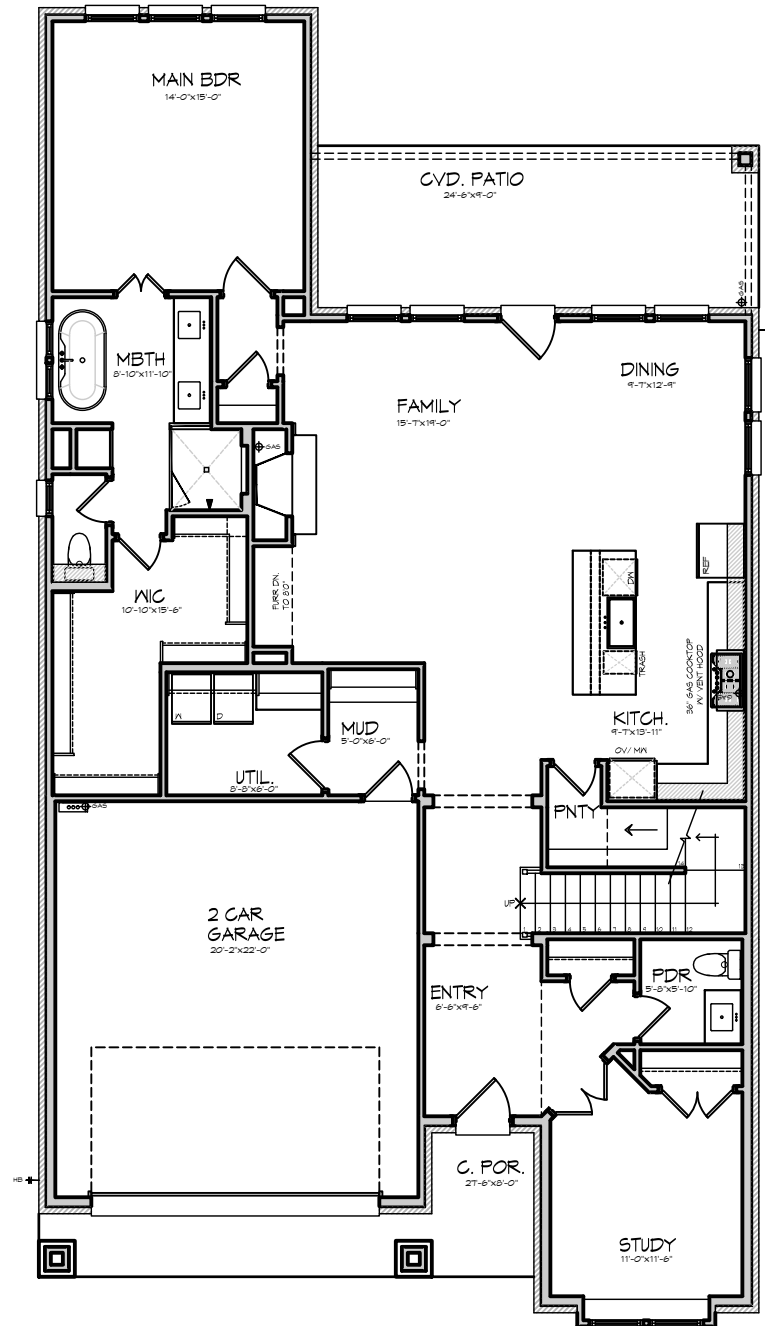 MAIN BDR
14'-0"x15'-0"
CVD. PATIO
24'-6"x9'-0"
GAS
MBTH
8'-10"x11'-10"
DINING
9'-7"x12'-9"
FAMILY
15'-7"x19'-0"
GAS
REF
DW
FURR DN.
TO 8'0"
WIC
10'-10"x15'-6"
TRASH
36" GAS COOKTOP
W/ VENT HOOD
W
D
MUD
5'-0"x6'-0"
KITCH.
9'-7"x13'-11"
OV/ MW
UTIL.
8'-8"x6'-0"
GAS
PNTY
UP
1 2 3 4 5 6 7 8 9 10 11 12
13
2 CAR
GARAGE
20'-2"x22'-0"
PDR
5'-8"x5'-10"
ENTRY
6'-6"x9'-6"
C. POR.
27'-6"x8'-0"
HB
STUDY
11'-0"x11'-6"